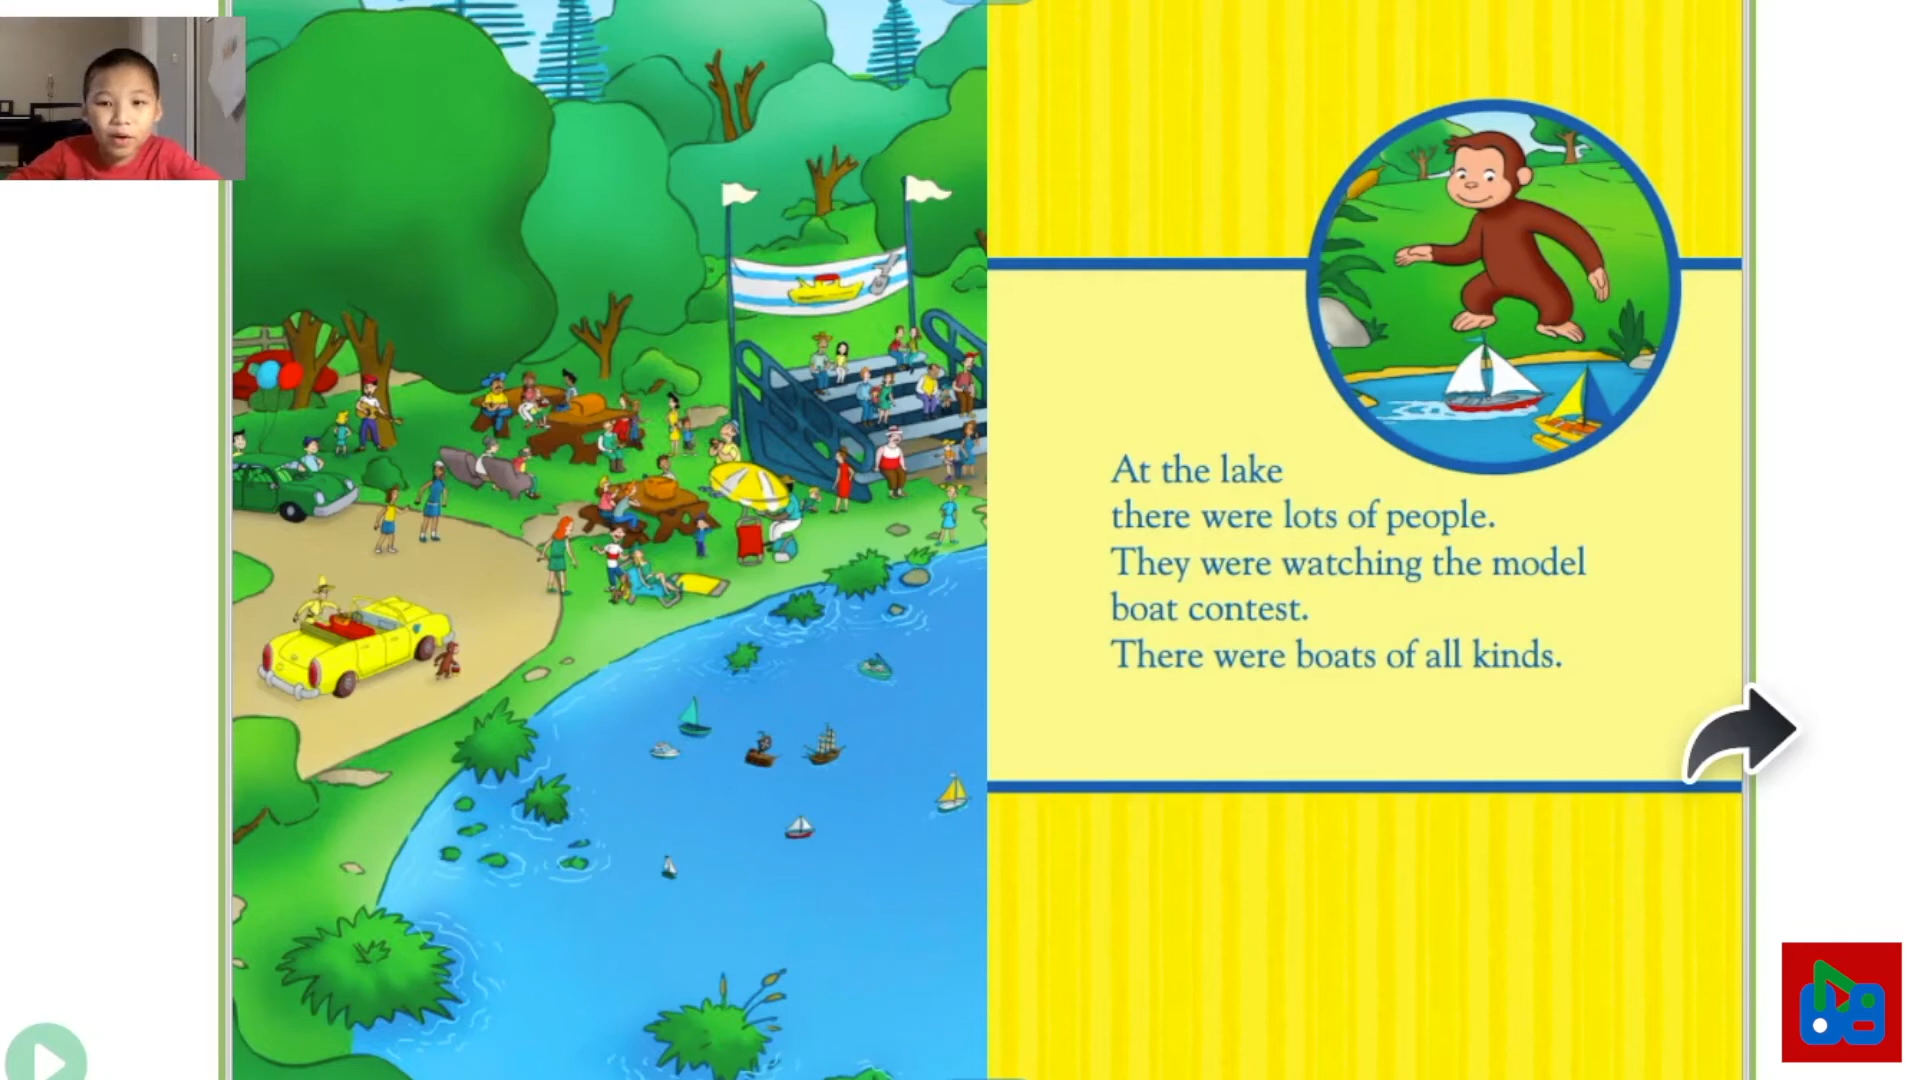 At the lake
there were lots of people.
They were watching the model
boat contest.
There were boats of all kinds.